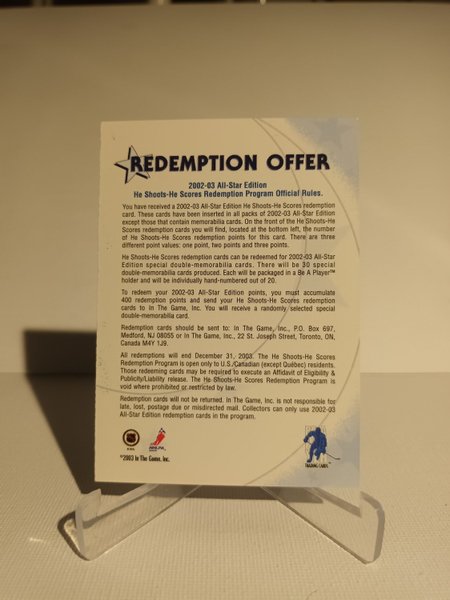 REDEMPTION OFFER
2002-03 All-Star Edition
He Shoots-He Scores Redemption Program Official Rules.
You have received a 2002-03 All-Star Edition He Shoots-He Scores redemption
card. These cards have been inserted in all packs of 2002-03 All-Star Edition
except those that contain memorabilia cards. On the front of the He Shoots-He
Scores redemption cards you will find, located at the bottom left, the number
of He Shoots-He Scores redemption points for this card. There are three
different point values: one point, two points and three points.
He Shoots-He Scores redemption cards can be redeemed for 2002-03 All-Star
Edition special double-memorabilia cards. There will be 30 special
double-memorabilia cards produced. Each will be packaged in a Be A Player™
holder and will be individually hand-numbered out of 20.
To redeem your 2002-03 All-Star Edition points, you must accumulate
400 redemption points and send your He Shoots-He Scores redemption
cards to In The Game, Inc. You will receive a randomly selected special
double-memorabilia card.
Redemption cards should be sent to: In The Game, Inc., P.O. Box 697,
Medford, NJ 08055 or In The Game, Inc., 22 St. Joseph Street, Toronto, ON,
Canada M4Y 1J9.
All redemptions will end December 31, 2003. The He Shoots-He Scores
Redemption Program is open only to U.S./Canadian (except Québec) residents.
Those redeeming cards may be required to execute an Affidavit of Eligibility &
Publicity/Liability release. The He Shoots-He Scores Redemption Program is
void where prohibited or restricted by law.
Redemption cards will not be returned. In The Game, Inc. is not responsible for
late, lost, postage due or misdirected mail. Collectors can only use 2002-03
All-Star Edition redemption cards in the program.
©2003 In The Game, Inc.
TRADING CARDS